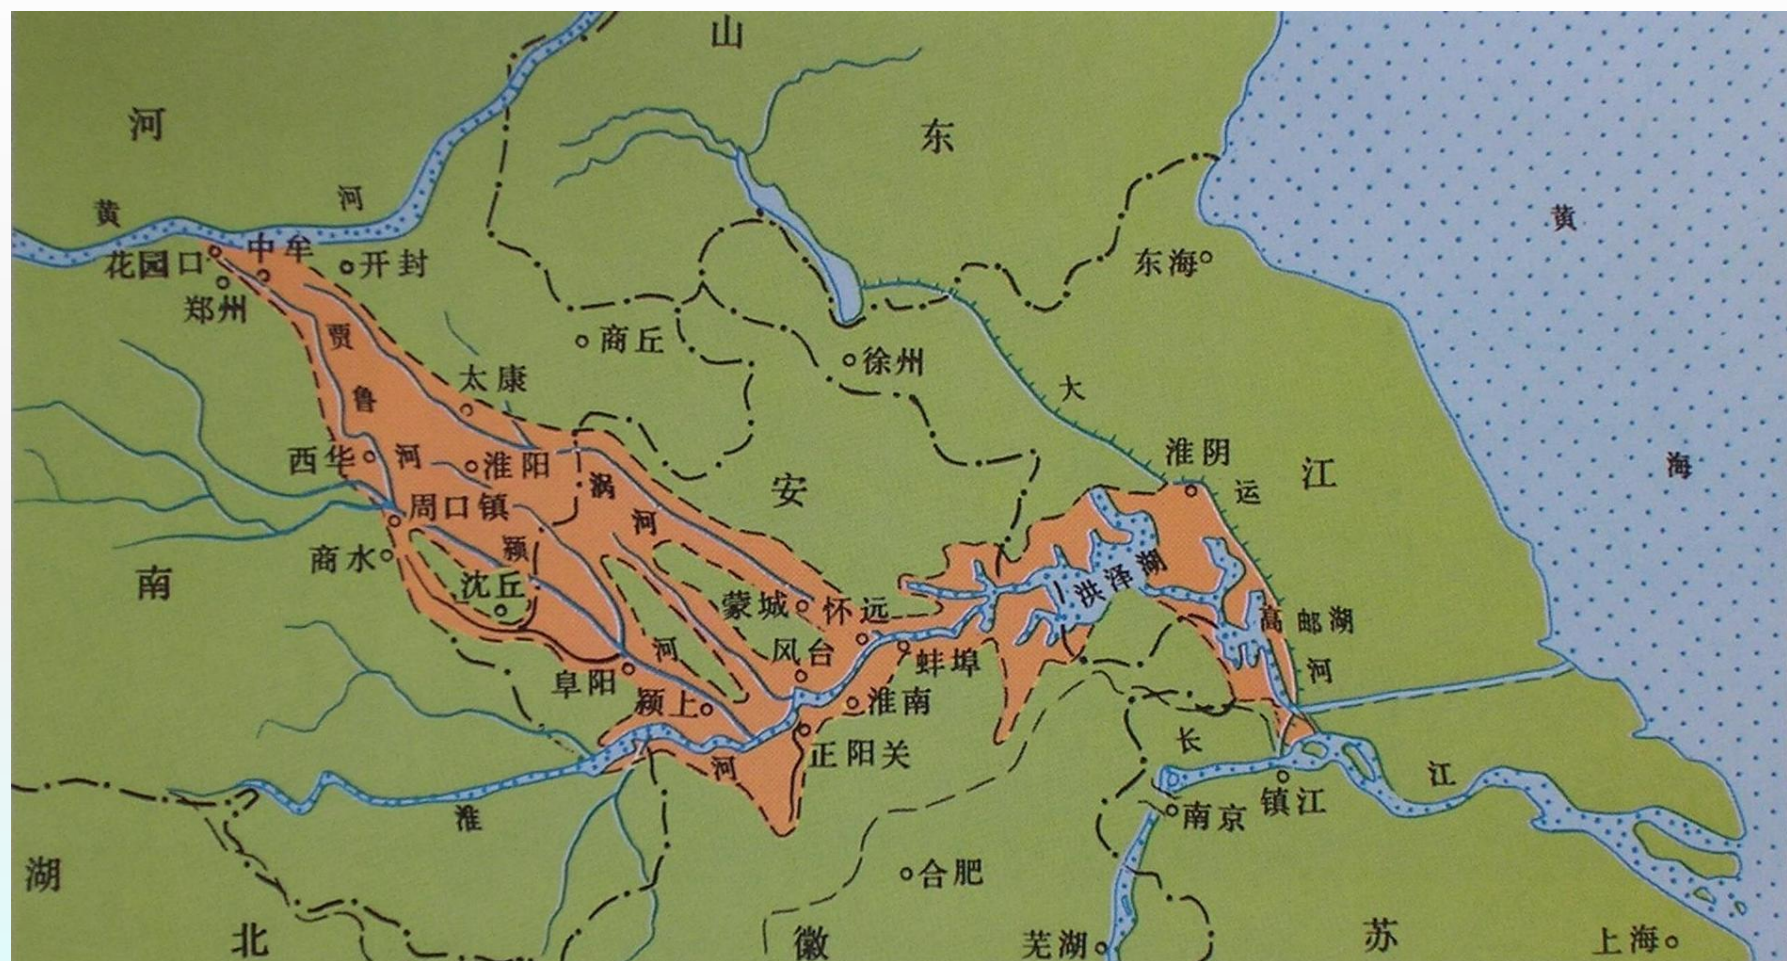 山
河
东
黄
河
黄
花园口
中牟
开封
东海
郑州
贾
商丘
徐州
太康
大
鲁
淮阴
西华
河
淮阳
涡
安
运
江
海
周口镇
河
商水
颍
洪泽湖
南
沈丘
蒙城
怀远
高邮湖
风台
蚌埠
河
阜阳
河
颍上
淮南
长
正阳关
河
江
淮
南京
镇江
湖
合肥
北
徽
芜湖
苏
上海